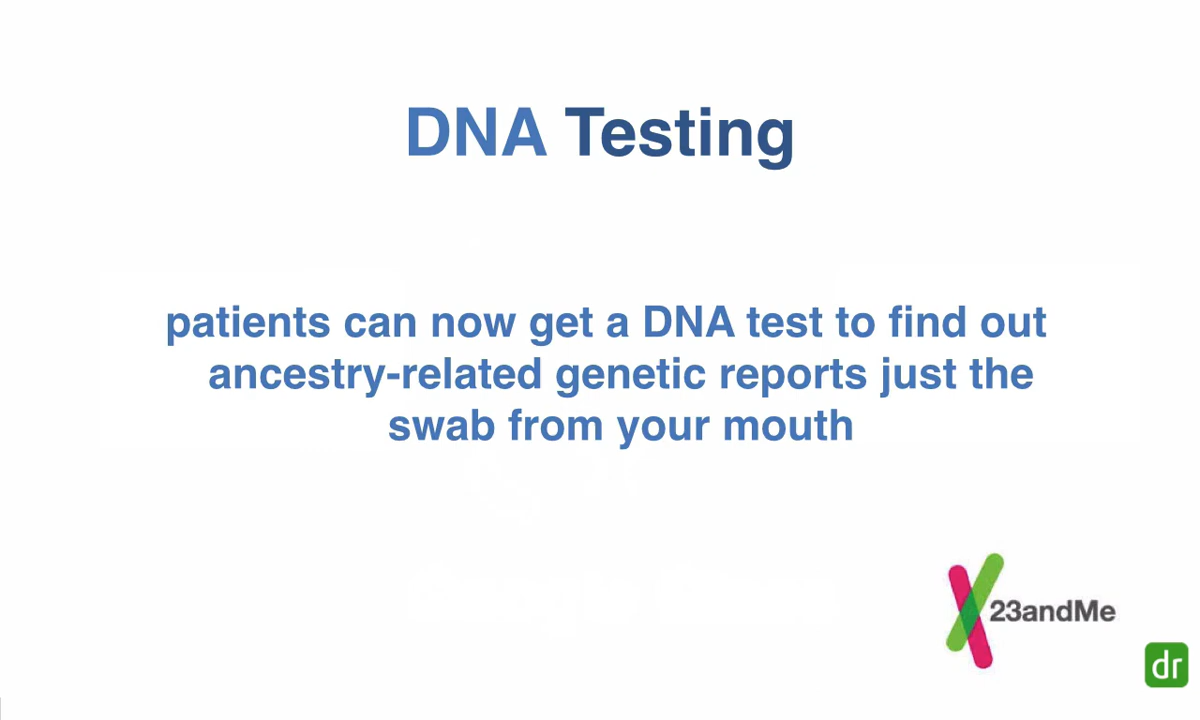 DNA Testing
patients can now get a DNA test to find out
ancestry-related genetic reports just the
swab from your mouth
23andMe
dr